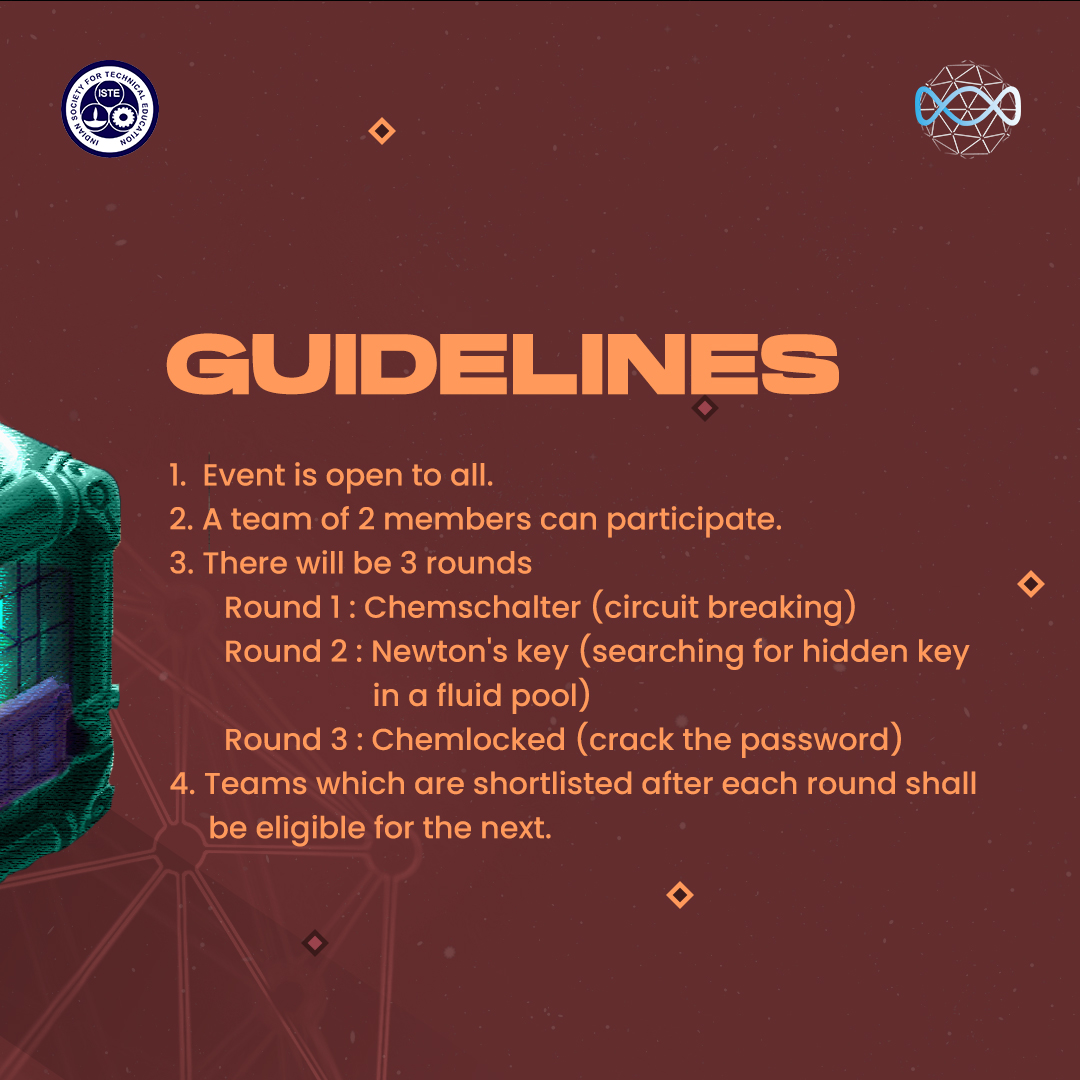 INDIAN SOCIETY FOR TECHNICAL EDUCATION
ISTE
GUIDELINES
1. Event is open to all.
2. A team of 2 members can participate.
3. There will be 3 rounds
Round 1 : Chemschalter (circuit breaking)
Round 2 : Newton's key (searching for hidden key
in a fluid pool)
Round 3 : Chemlocked (crack the password)
4. Teams which are shortlisted after each round shall
be eligible for the next.